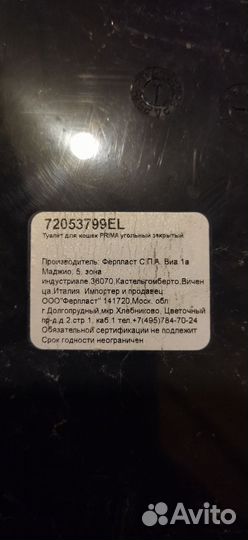 72053799EL
Туалет для кошек PRIMA угольный закрытый
Производитель: Ферпласт С.П.А. Виа 1а
Маджио, 5, зона
индустриале.36070,Кастельгомберто,Вичен
ца.Италия Импортер и продавец
ООО"Ферпласт" 141720,Моск. обл
г.Долгопрудный,мкр.Хлебниково, Цветочный
пр-д,д.2,стр.1, каб.1 тел.+7(495)784-70-24
Обязательной сертификации не подлежит
Срок годности неограничен
Avito